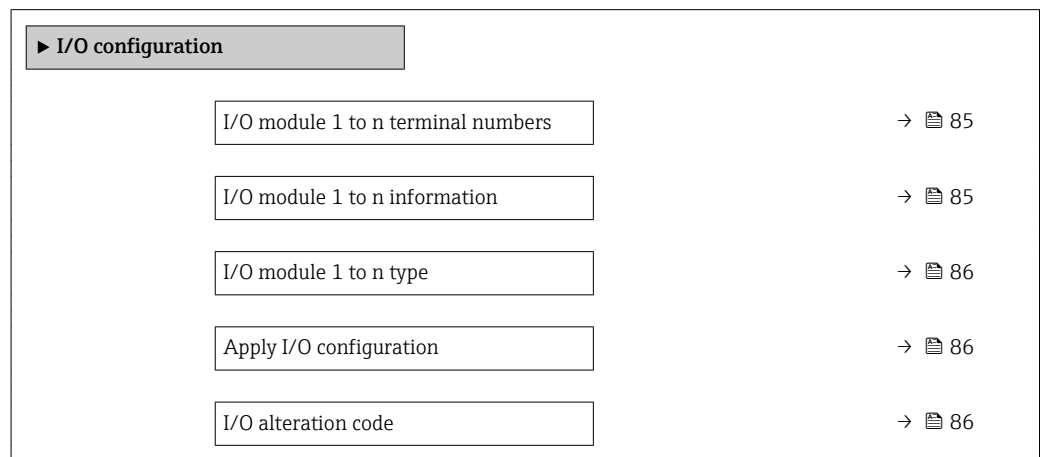 ▶ I/O configuration
I/O module 1 to n terminal numbers → 85
I/O module 1 to n information → 85
I/O module 1 to n type → 86
Apply I/O configuration → 86
I/O alteration code → 86